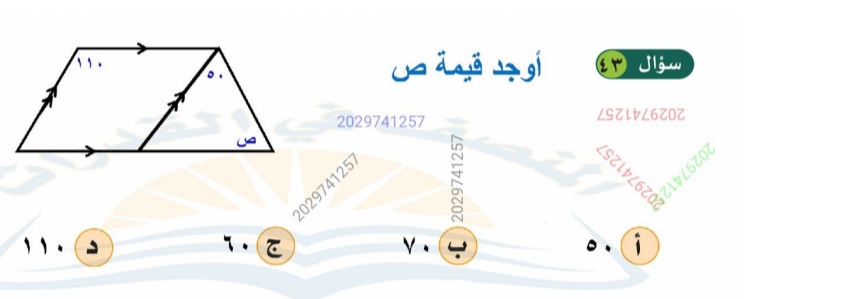 سؤال ٤٣
أوجد قيمة ص
١١٠
٥٠
ص
2029741257
2029741257
2029741257
2029741257
2029741257
2029741257
أ ٥٠
ب ٧٠
ج ٦٠
د ١١٠